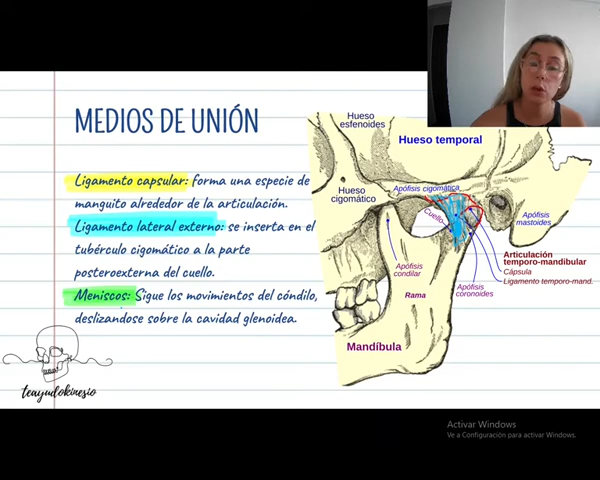 MEDIOS DE UNIÓN
Ligamento capsular: forma una especie de
manguito alrededor de la articulación.
Ligamento lateral externo: se inserta en el
tubérculo cigomático a la parte
posteroexterna del cuello.
Meniscos: Sigue los movimientos del cóndilo,
deslizandose sobre la cavidad glenoidea.
teayudokinesio
Hueso
esfenoides
Hueso temporal
Hueso
cigomático
Apófisis cigomática
Cuello
Apófisis
mastoides
Articulación
temporo-mandibular
Cápsula
Ligamento temporo-mand.
Apófisis
condilar
Apófisis
coronoides
Rama
Mandíbula
Activar Windows
Ve a Configuración para activar Windows.